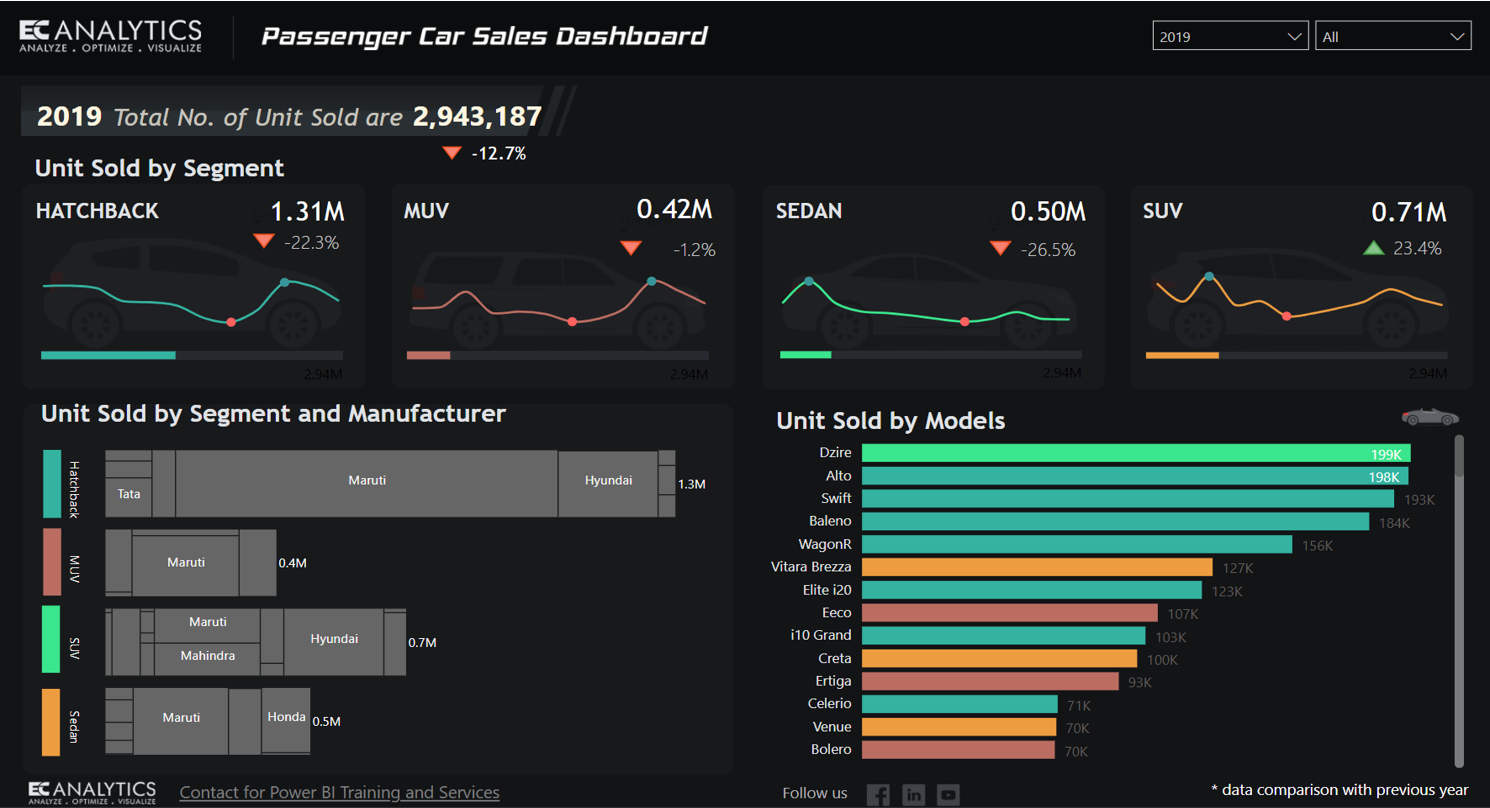 EC ANALYTICS
ANALYZE . OPTIMIZE . VISUALIZE
Passenger Car Sales Dashboard
2019
All
2019 Total No. of Unit Sold are 2,943,187
-12.7%
Unit Sold by Segment
HATCHBACK
1.31M
-22.3%
2.94M
MUV
0.42M
-1.2%
2.94M
SEDAN
0.50M
-26.5%
2.94M
SUV
0.71M
23.4%
2.94M
Unit Sold by Segment and Manufacturer
Hatchback
Tata
Maruti
Hyundai
1.3M
MUV
Maruti
0.4M
SUV
Maruti
Mahindra
Hyundai
0.7M
Sedan
Maruti
Honda
0.5M
Unit Sold by Models
Dzire 199K
Alto 198K
Swift 193K
Baleno 184K
WagonR 156K
Vitara Brezza 127K
Elite i20 123K
Eeco 107K
i10 Grand 103K
Creta 100K
Ertiga 93K
Celerio 71K
Venue 70K
Bolero 70K
EC ANALYTICS
ANALYZE . OPTIMIZE . VISUALIZE
Contact for Power BI Training and Services
Follow us
* data comparison with previous year